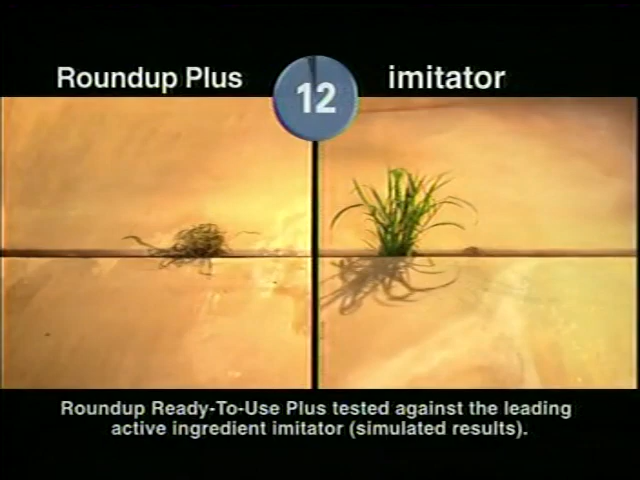 Roundup Plus
12
imitator
Roundup Ready-To-Use Plus tested against the leading
active ingredient imitator (simulated results).